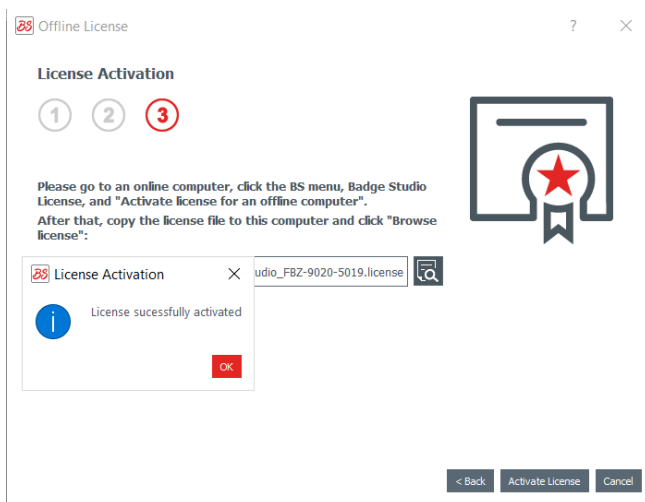 BS Offline License
? ×
License Activation
1 2 3
Please go to an online computer, click the BS menu, Badge Studio
License, and "Activate license for an offline computer".
After that, copy the license file to this computer and click "Browse
license":
udio_FBZ-9020-5019.license
BS License Activation ×
i License sucessfully activated
OK
< Back Activate License Cancel